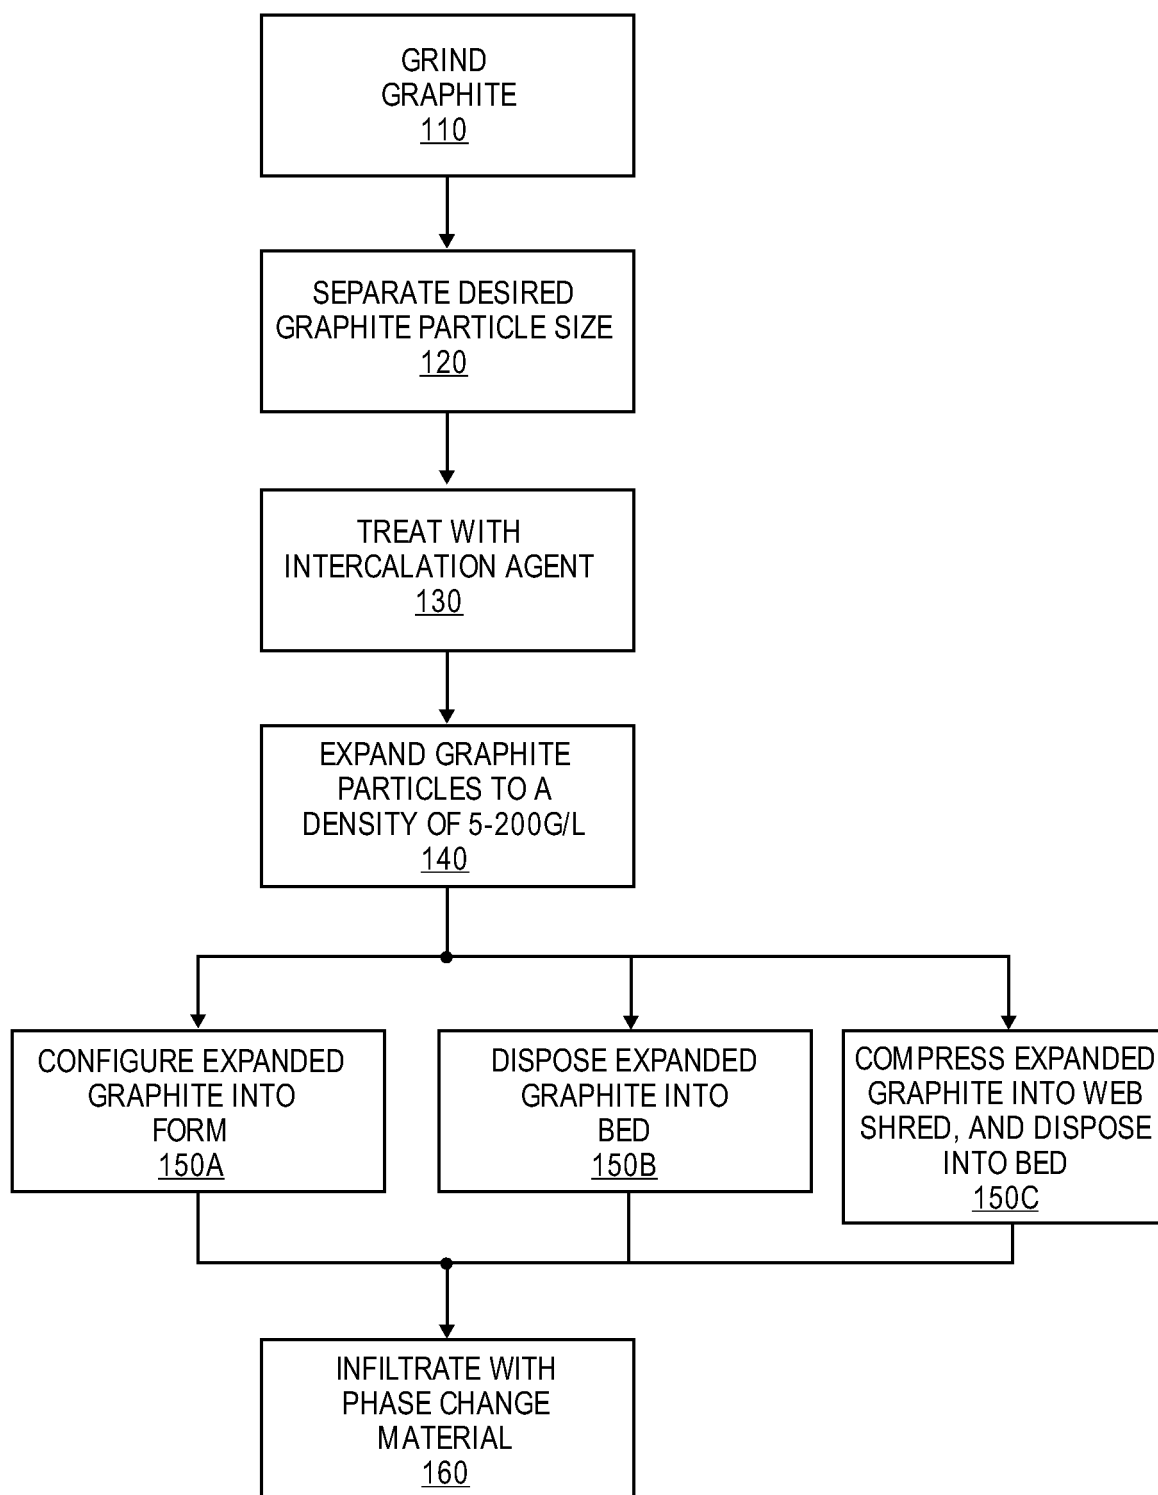 GRIND
GRAPHITE
110
SEPARATE DESIRED
GRAPHITE PARTICLE SIZE
120
TREAT WITH
INTERCALATION AGENT
130
EXPAND GRAPHITE
PARTICLES TO A
DENSITY OF 5-200G/L
140
CONFIGURE EXPANDED
GRAPHITE INTO
FORM
150A
DISPOSE EXPANDED
GRAPHITE INTO
BED
150B
COMPRESS EXPANDED
GRAPHITE INTO WEB
SHRED, AND DISPOSE
INTO BED
150C
INFILTRATE WITH
PHASE CHANGE
MATERIAL
160